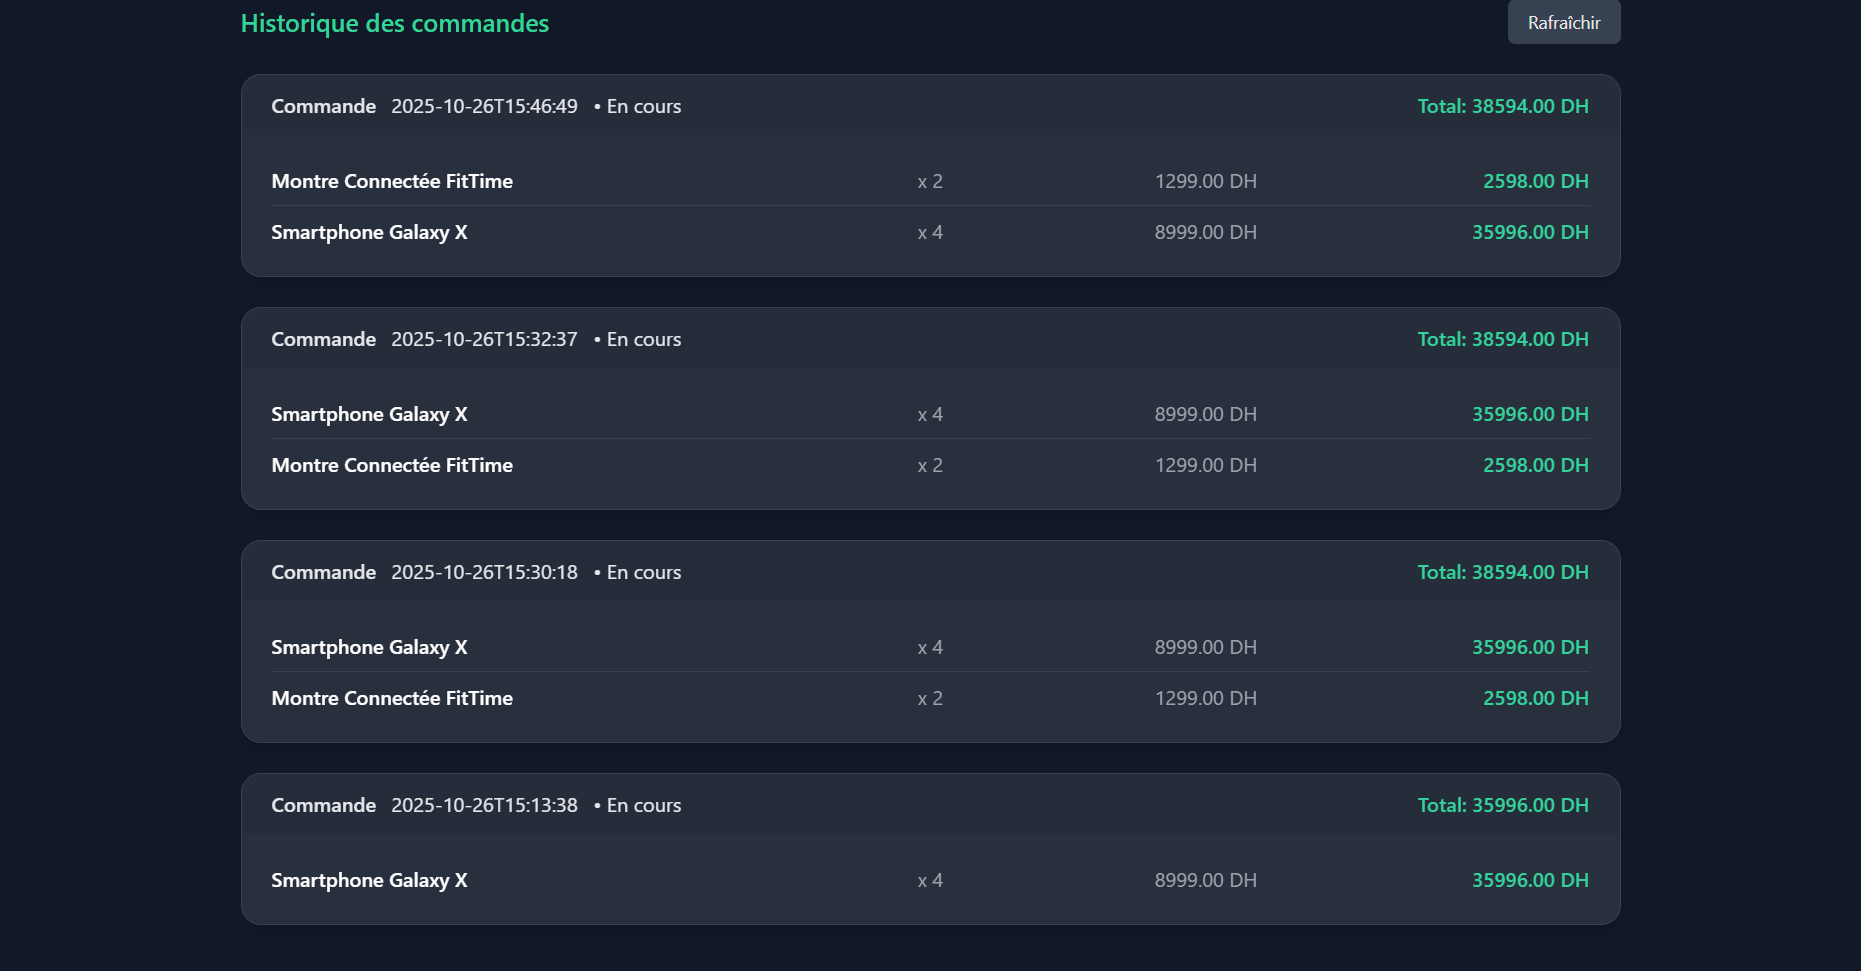 Historique des commandes Rafraîchir
Commande 2025-10-26T15:46:49 • En cours Total: 38594.00 DH
Montre Connectée FitTime x 2 1299.00 DH 2598.00 DH
Smartphone Galaxy X x 4 8999.00 DH 35996.00 DH
Commande 2025-10-26T15:32:37 • En cours Total: 38594.00 DH
Smartphone Galaxy X x 4 8999.00 DH 35996.00 DH
Montre Connectée FitTime x 2 1299.00 DH 2598.00 DH
Commande 2025-10-26T15:30:18 • En cours Total: 38594.00 DH
Smartphone Galaxy X x 4 8999.00 DH 35996.00 DH
Montre Connectée FitTime x 2 1299.00 DH 2598.00 DH
Commande 2025-10-26T15:13:38 • En cours Total: 35996.00 DH
Smartphone Galaxy X x 4 8999.00 DH 35996.00 DH